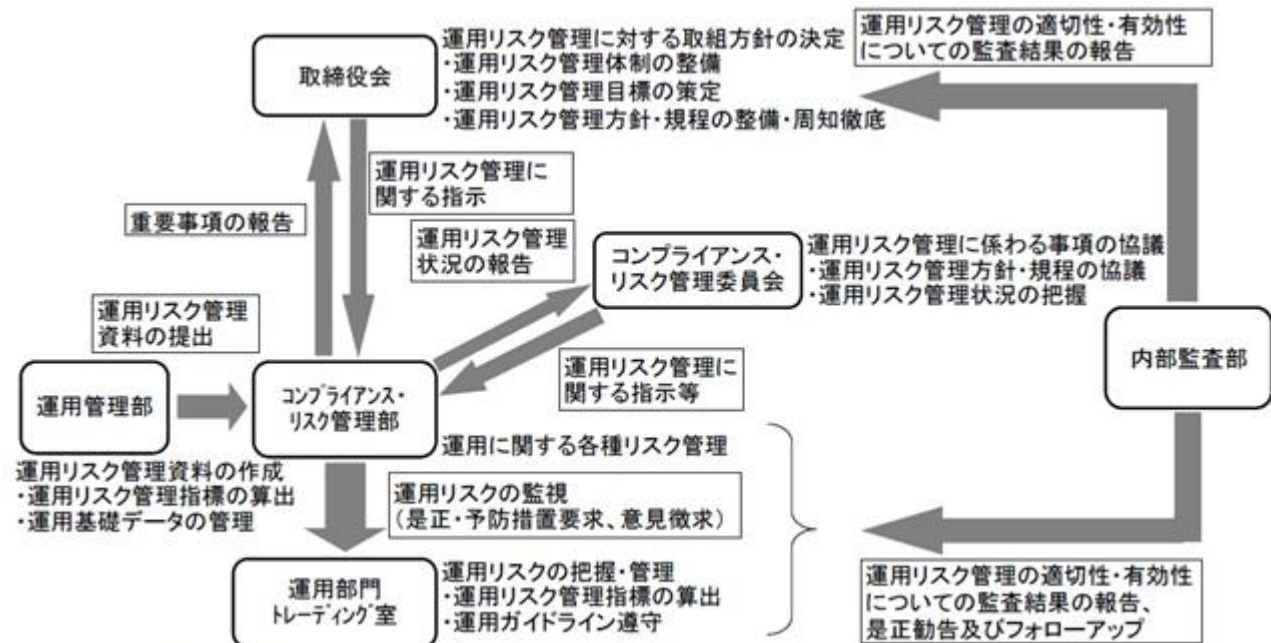 取締役会
運用リスク管理に対する取組方針の決定
・運用リスク管理体制の整備
・運用リスク管理目標の策定
・運用リスク管理方針・規程の整備・周知徹底
運用リスク管理の適切性・有効性
についての監査結果の報告
運用リスク管理に
関する指示
重要事項の報告
運用リスク管理
状況の報告
コンプライアンス・
リスク管理委員会
運用リスク管理に係わる事項の協議
・運用リスク管理方針・規程の協議
・運用リスク管理状況の把握
運用リスク管理
資料の提出
内部監査部
運用管理部
コンプライアンス・
リスク管理部
運用リスク管理に
関する指示等
運用に関する各種リスク管理
運用リスク管理資料の作成
・運用リスク管理指標の算出
・運用基礎データの管理
運用リスクの監視
(是正・予防措置要求、意見徴求)
運用部門
トレーディング室
運用リスクの把握・管理
・運用リスク管理指標の算出
・運用ガイドライン遵守
運用リスク管理の適切性・有効性
についての監査結果の報告、
是正勧告及びフォローアップ